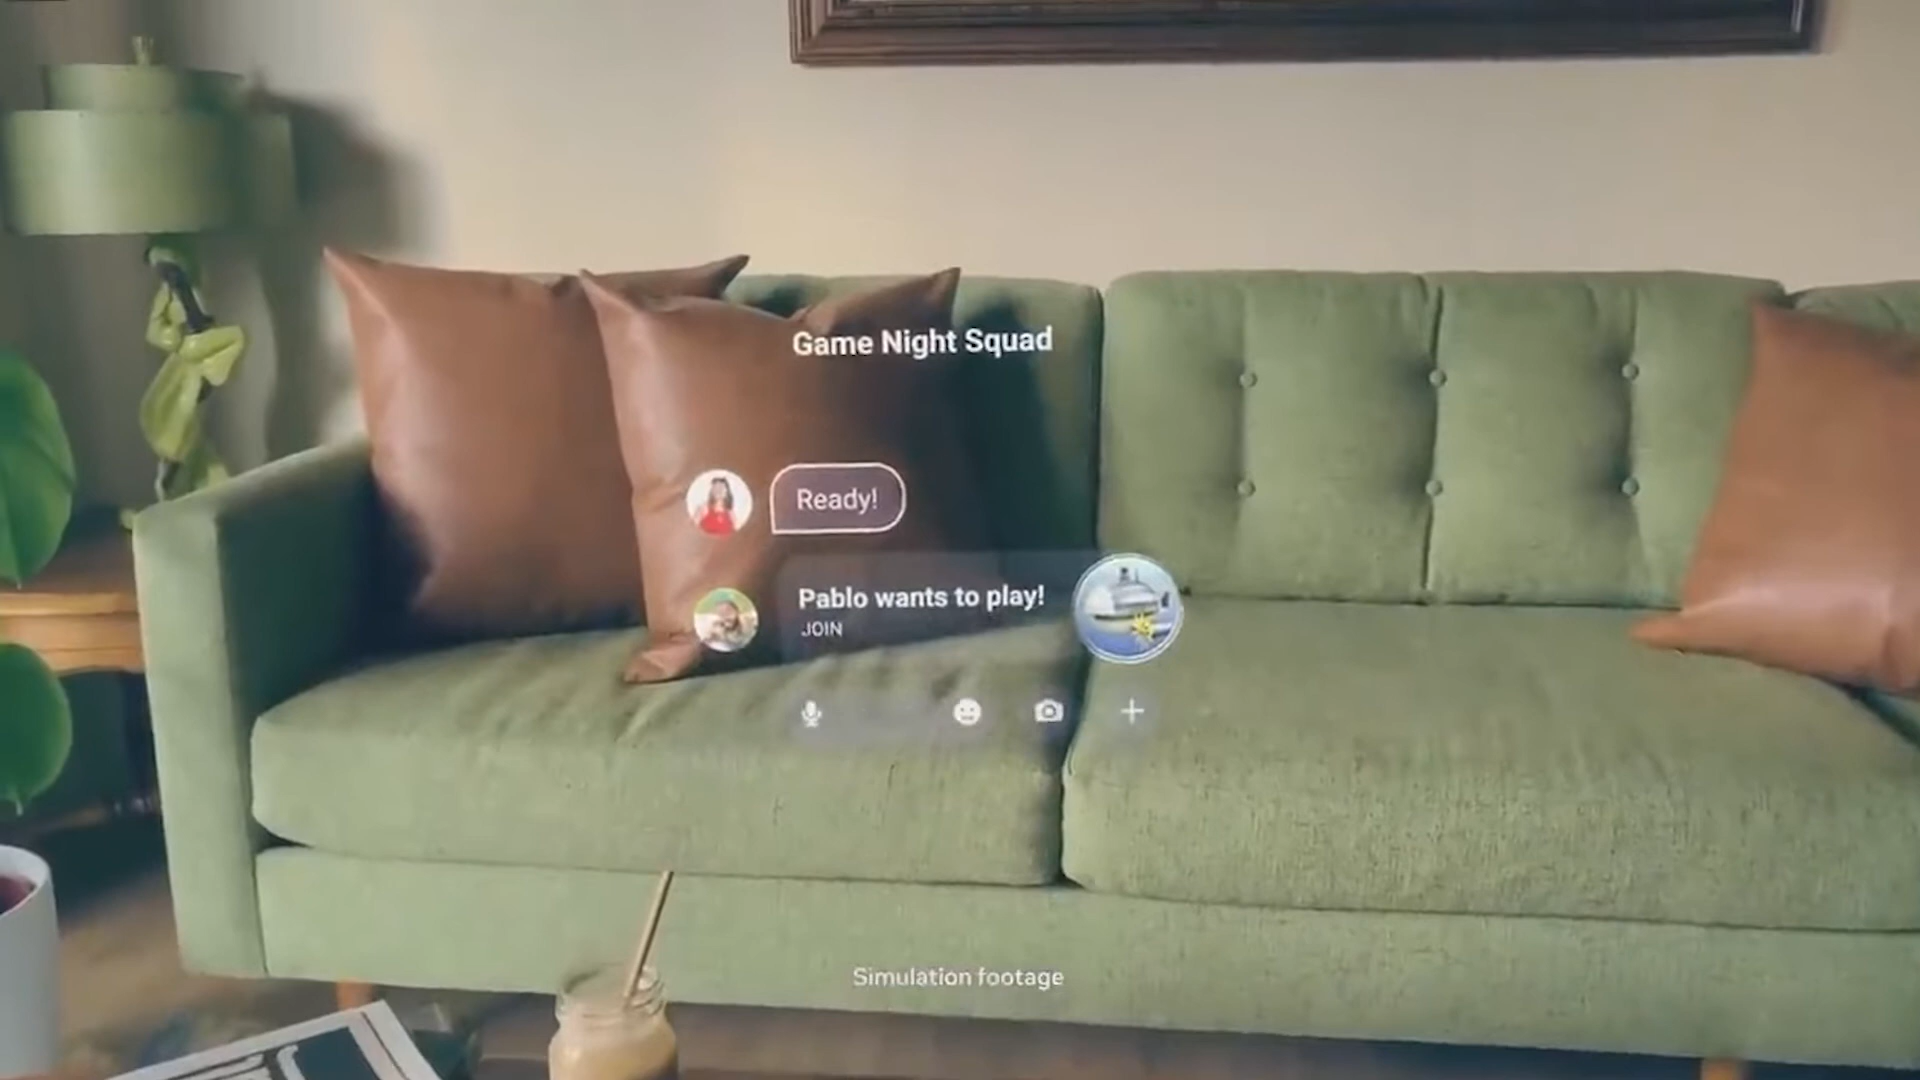 Game Night Squad
Ready!
Pablo wants to play!
JOIN
Simulation footage